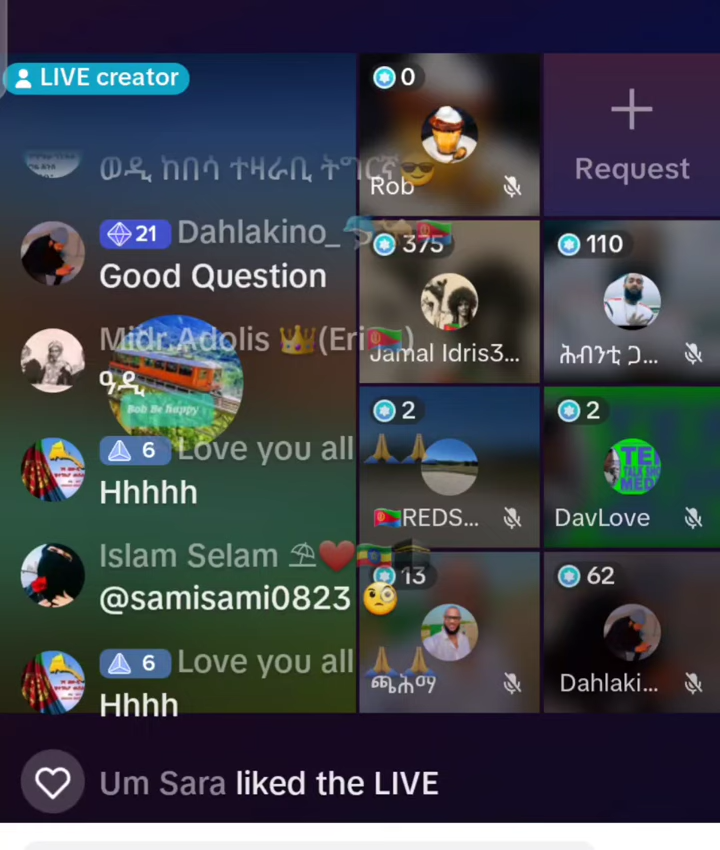 LIVE creator
ወዲ ከበሳ ተዛራቢ ትግርኛ😎
21 Dahlakino_
Good Question
Midr.Adolis 👑(Eri🇪🇷)
ዓዲ
Bob Be happy
6 Love you all 🙏🙏
Hhhhh
Islam Selam ⛱❤️🇪🇹🕋
@samisami0823 🧐
6 Love you all 🙏🙏
Hhhh
0
Rob
Request
375
Jamal Idris3...
110
ሕብንቲ ጋ...
2
🇪🇷REDS...
2
DavLove
13
ጫሕማ
62
Dahlaki...
Um Sara liked the LIVE